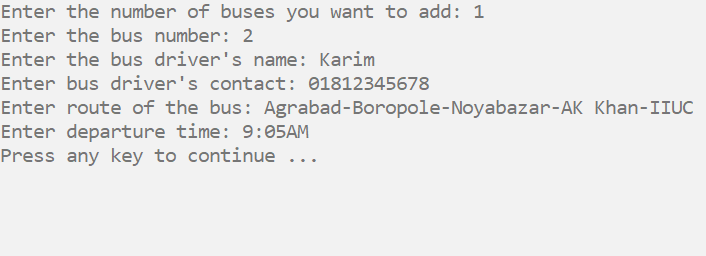 Enter the number of buses you want to add: 1
Enter the bus number: 2
Enter the bus driver's name: Karim
Enter bus driver's contact: 01812345678
Enter route of the bus: Agrabad-Boropole-Noyabazar-AK Khan-IIUC
Enter departure time: 9:05AM
Press any key to continue ...